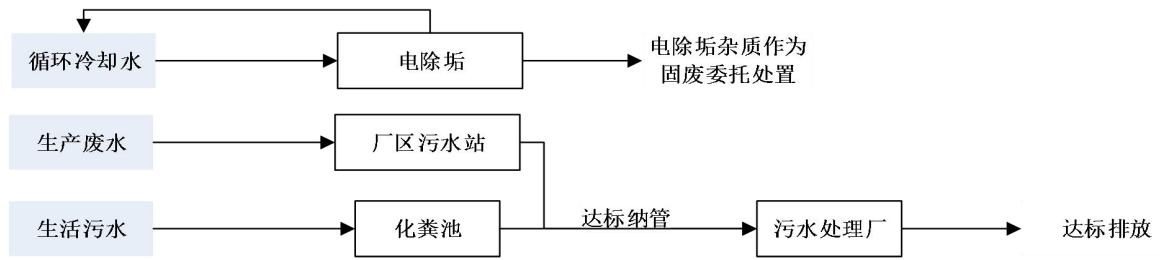 循环冷却水
电除垢
电除垢杂质作为
固废委托处置
生产废水
厂区污水站
生活污水
化粪池
达标纳管
污水处理厂
达标排放